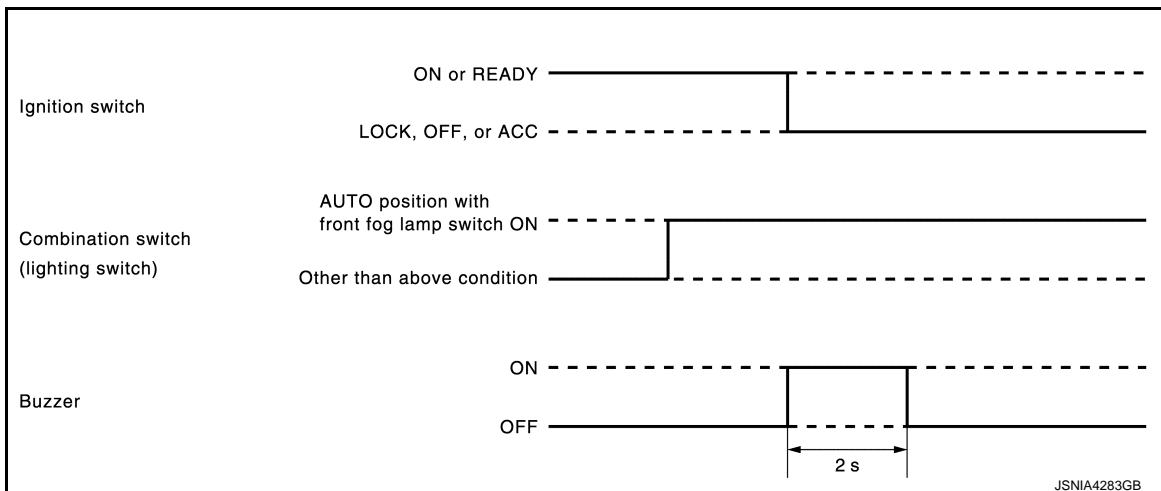 ON or READY
Ignition switch
LOCK, OFF, or ACC
AUTO position with
front fog lamp switch ON
Combination switch
(lighting switch)
Other than above condition
ON
Buzzer
OFF
2 s
JSNIA4283GB